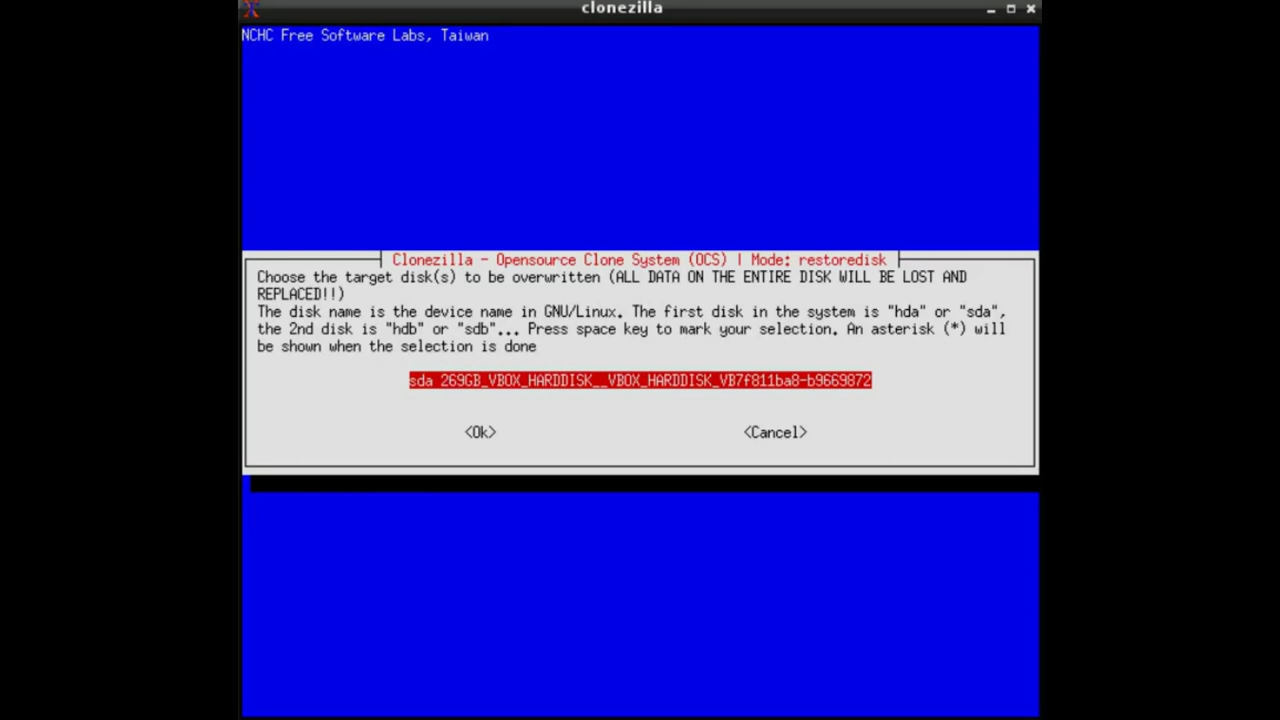 clonezilla
NCHC Free Software Labs, Taiwan
Clonezilla - Opensource Clone System (OCS) | Mode: restoredisk
Choose the target disk(s) to be overwritten (ALL DATA ON THE ENTIRE DISK WILL BE LOST AND
REPLACED!!)
The disk name is the device name in GNU/Linux. The first disk in the system is "hda" or "sda",
the 2nd disk is "hdb" or "sdb"... Press space key to mark your selection. An asterisk (*) will
be shown when the selection is done
sda 269GB_VBOX_HARDDISK__VBOX_HARDDISK_VB7f811ba8-b9669872
<Ok> <Cancel>